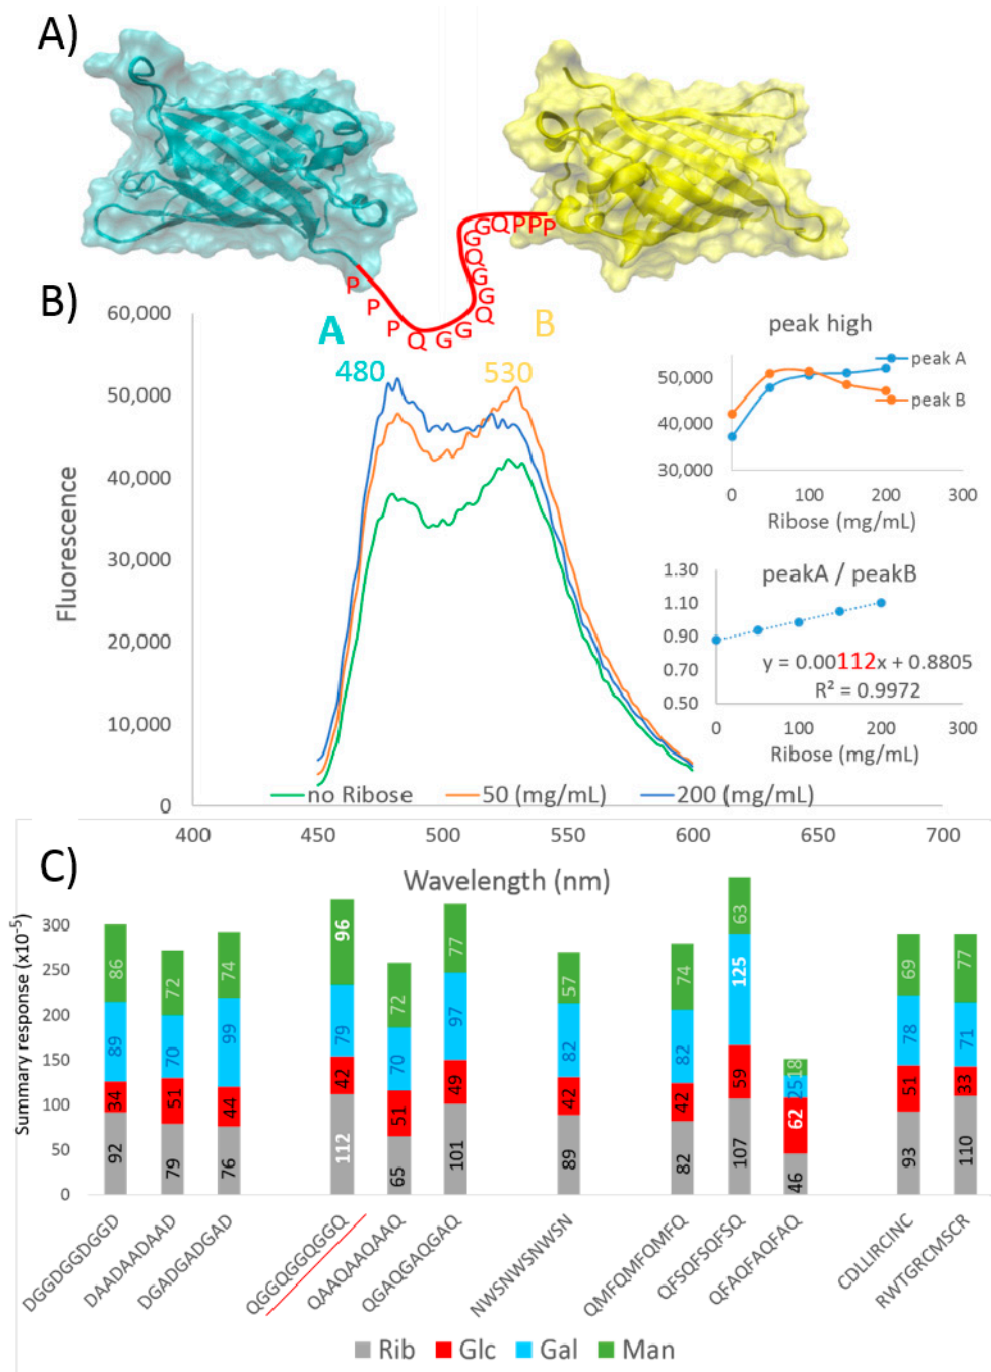 A)
P P P Q G G Q G G Q G G Q P P P
B)
60,000
50,000
40,000
30,000
20,000
10,000
0
Fluorescence
A
480
B
530
peak high
50,000
40,000
30,000
peak A
peak B
0 100 200 300
Ribose (mg/mL)
peakA / peakB
1.30
1.10
0.90
0.70
0.50
y = 0.00112x + 0.8805
R² = 0.9972
0 100 200 300
Ribose (mg/mL)
no Ribose 50 (mg/mL) 200 (mg/mL)
400 450 500 550 600 650 700
Wavelength (nm)
C)
Summary response (x10⁻⁵)
300
250
200
150
100
50
0
86 72 74 96 72 77 57 74 63 18 69 77
89 70 99 79 70 97 82 82 125 25 78 71
34 51 44 42 51 49 42 42 59 62 51 33
92 79 76 112 65 101 89 82 107 46 93 110
DGGDGGDGGD
DAADAADAAD
DGADGADGAD
QGGQGGQGGQ
QAAQAAQAAQ
QGAQGAQGAQ
NWSNWSNWSN
QMFQMQMFQ
QFSQFSQFSQ
QFAQFAQFAQ
CDLLIRCINC
RWTGRCMSCR
Rib Glc Gal Man